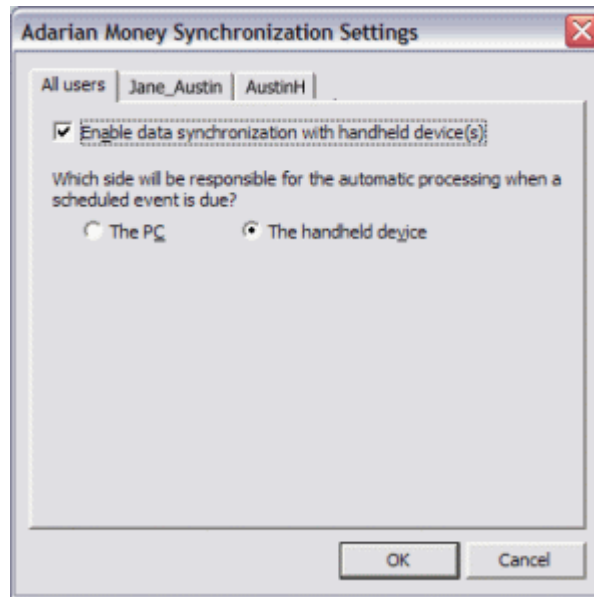 Adarian Money Synchronization Settings
All users Jane_Austin AustinH
Enable data synchronization with handheld device(s)
Which side will be responsible for the automatic processing when a
scheduled event is due?
The PC The handheld device
OK Cancel